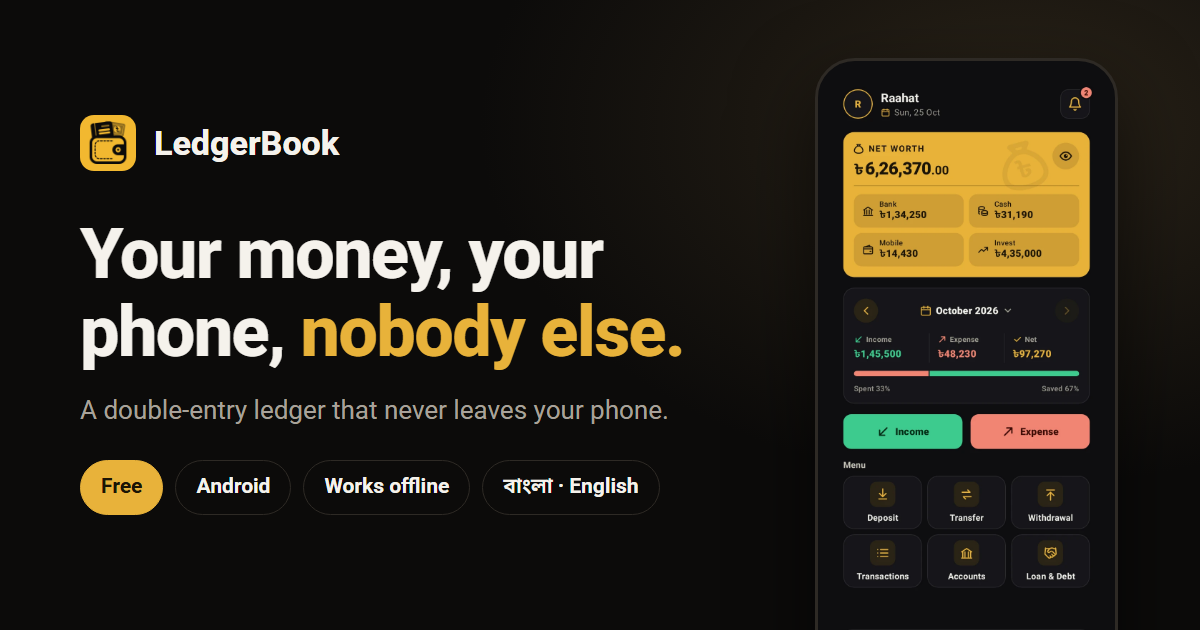 LedgerBook
Your money, your
phone, nobody else.
A double-entry ledger that never leaves your phone.
Free
Android
Works offline
বাংলা · English
R
Raahat
Sun, 25 Oct
2
NET WORTH
৳6,26,370.00
৳
Bank
৳1,34,250
Cash
৳31,190
Mobile
৳14,430
Invest
৳4,35,000
October 2026
Income
৳1,45,500
Expense
৳48,230
Net
৳97,270
Spent 33%
Saved 67%
Income
Expense
Menu
Deposit
Transfer
Withdrawal
Transactions
Accounts
Loan & Debt